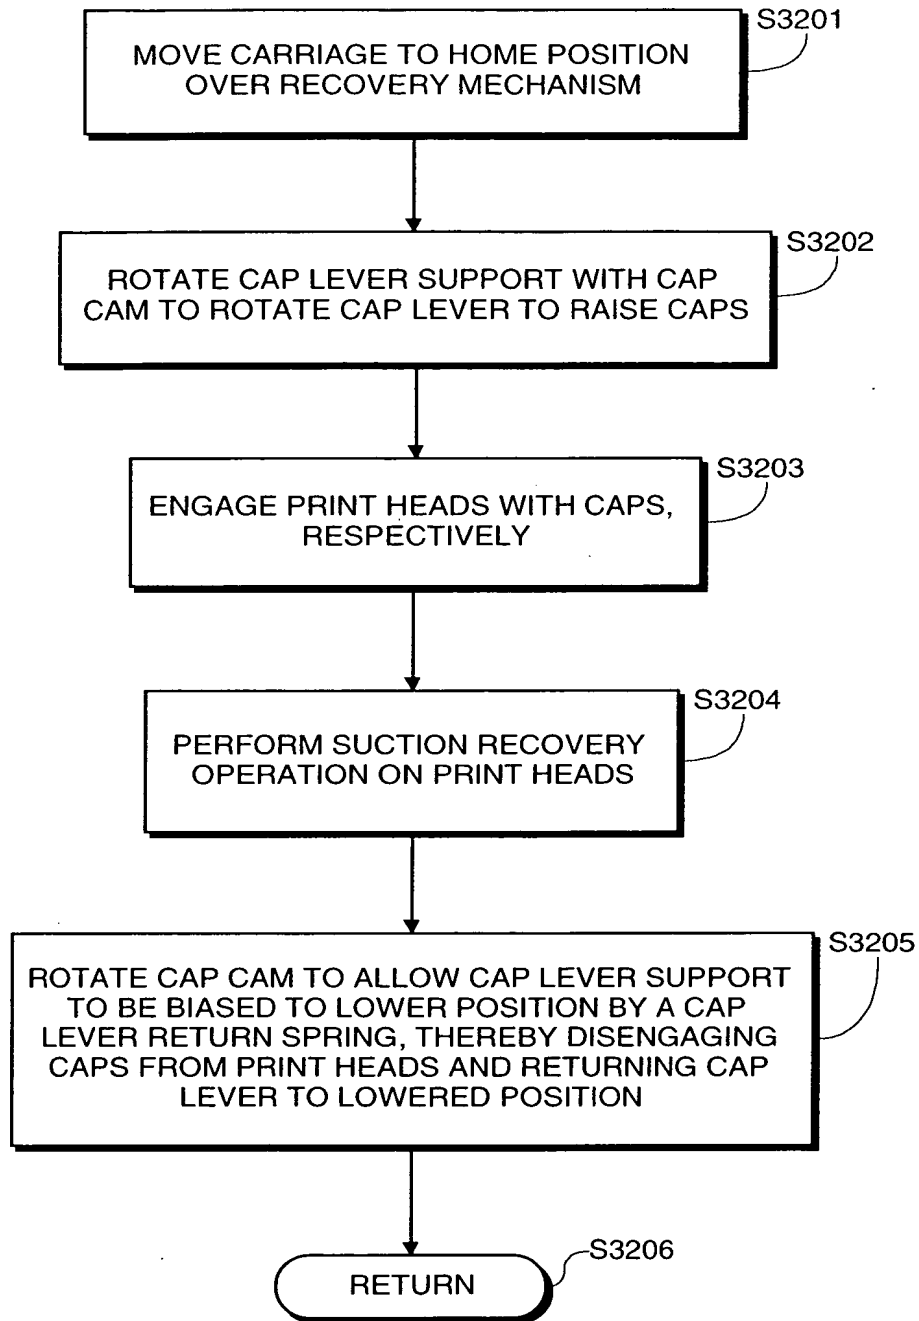 S3201
MOVE CARRIAGE TO HOME POSITION
OVER RECOVERY MECHANISM
S3202
ROTATE CAP LEVER SUPPORT WITH CAP
CAM TO ROTATE CAP LEVER TO RAISE CAPS
S3203
ENGAGE PRINT HEADS WITH CAPS,
RESPECTIVELY
S3204
PERFORM SUCTION RECOVERY
OPERATION ON PRINT HEADS
S3205
ROTATE CAP CAM TO ALLOW CAP LEVER SUPPORT
TO BE BIASED TO LOWER POSITION BY A CAP
LEVER RETURN SPRING, THEREBY DISENGAGING
CAPS FROM PRINT HEADS AND RETURNING CAP
LEVER TO LOWERED POSITION
S3206
RETURN